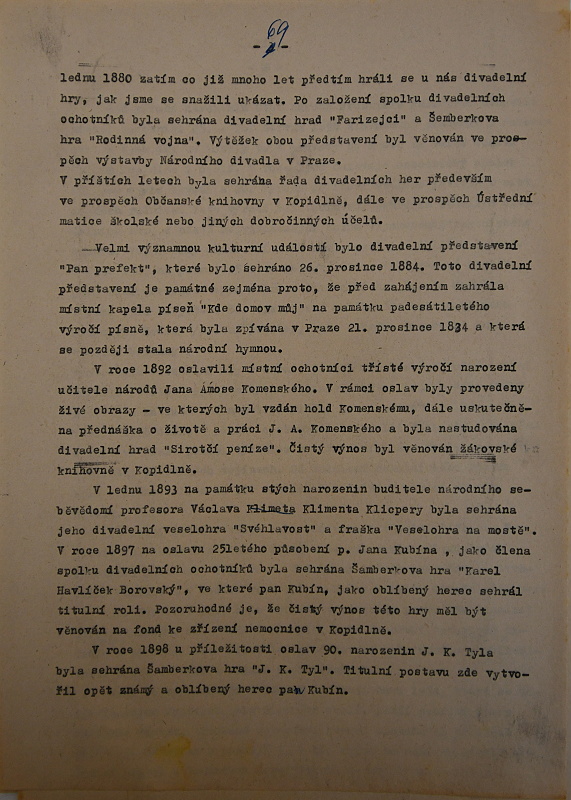 69
lednu 1880 zatím co již mnoho let předtím hráli se u nás divadelní
hry, jak jsme se snažili ukázat. Po založení spolku divadelních
ochotníků byla sehrána divadelní hrad "Farizejci" a Šemberkova
hra "Rodinná vojna". Výtěžek obou představení byl věnován ve pros-
pěch výstavby Národního divadla v Praze.
V příštích letech byla sehrána řada divadelních her především
ve prospěch Občanské knihovny v Kopidlně, dále ve prospěch Ústřední
matice školské nebo jiných dobročinných účelů.
Velmi významnou kulturní událostí bylo divadelní představení
"Pan prefekt", které bylo sehráno 26. prosince 1884. Toto divadelní
představení je památné zejména proto, že před zahájením zahrála
místní kapela píseň "Kde domov můj" na památku padesátiletého
výročí písně, která byla zpívána v Praze 21. prosince 1834 a která
se později stala národní hymnou.
V roce 1892 oslavili místní ochotníci třísté výročí narození
učitele národů Jana Ámose Komenského. V rámci oslav byly provedeny
živé obrazy - ve kterých byl vzdán hold Komenskému, dále uskutečně-
na přednáška o životě a práci J. A. Komenského a byla nastudována
divadelní hrad "Sirotčí peníze". Čistý výnos byl věnován žákovské
knihovně v Kopidlně.
V lednu 1893 na památku stých narozenin buditele národního se-
běvědomí profesora Václava Klimeta Klimenta Klicpery byla sehrána
jeho divadelní veselohra "Svéhlavost" a fraška "Veselohra na mostě".
V roce 1897 na oslavu 25letého působení p. Jana Kubína , jako člena
spolku divadelních ochotníků byla sehrána Šamberkova hra "Karel
Havlíček Borovský", ve které pan Kubín, jako oblíbený herec sehrál
titulní roli. Pozoruhodné je, že čistý výnos této hry měl být
věnován na fond ke zřízení nemocnice v Kopidlně.
V roce 1898 u příležitosti oslav 90. narozenin J. K. Tyla
byla sehrána Šamberkova hra "J. K. Tyl". Titulní postavu zde vytvo-
řil opět známý a oblíbený herec pan Kubín.